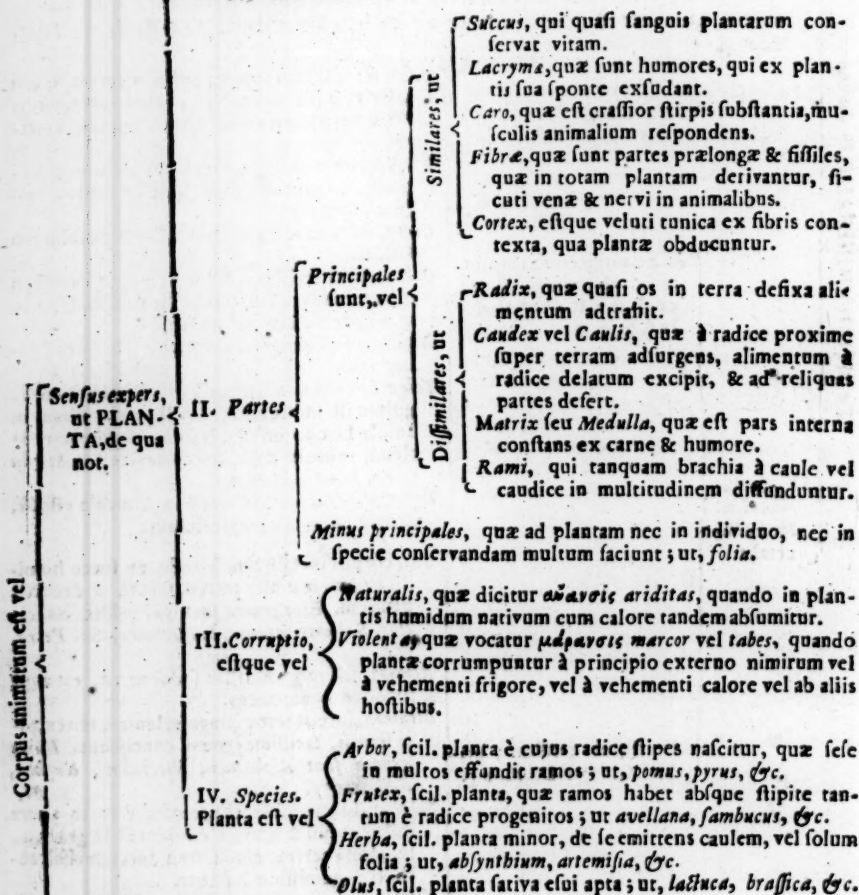 Corpus animatum est vel
Sensus expers,
ut PLAN-
TA, de qua
not.
II. Partes
Principales
sunt, vel
Similares, ut
Succus, qui quasi sanguis plantarum con-
servat vitam.
Lacrymæ, quæ sunt humores, qui ex plan-
tis sua sponte exsudant.
Caro, quæ est crassior stirpis substantia, mu-
sculis animalium respondens.
Fibræ, quæ sunt partes prælongæ & fissiles,
quæ in totam plantam derivantur, si-
cuti venæ & nervi in animalibus.
Cortex, estque veluti tunica ex fibris con-
texta, qua plantæ obducuntur.
Dissimilares, ut
Radix, quæ quasi os in terra defixa ali-
mentum adtrahit.
Caudex vel Caulis, quæ à radice proxime
super terram adsurgens, alimentum à
radice delatum excipit, & ad reliquas
partes defert.
Matrix seu Medulla, quæ est pars interna
constans ex carne & humore.
Rami, qui tanquam brachia à caule vel
caudice in multitudinem diffunduntur.
Minus principales, quæ ad plantam nec in individuo, nec in
specie conservandam multum faciunt; ut, folia.
III. Corruptio,
estque vel
Naturalis, quæ dicitur αὔανσις ariditas, quando in plan-
tis humidum nativum cum calore tandem absumitur.
Violenta, quæ vocatur μάρανσις marcor vel tabes, quando
plantæ corrumpuntur à principio externo nimirum vel
à vehementi frigore, vel à vehementi calore vel ab aliis
hostibus.
IV. Species.
Planta est vel
Arbor, scil. planta è cujus radice stipes nascitur, quæ sese
in multos effundit ramos; ut, pomus, pyrus, &c.
Frutex, scil. planta, quæ ramos habet absque stipite tan-
tum è radice progenitos; ut avellana, sambucus, &c.
Herba, scil. planta minor, de se emittens caulem, vel solum
folia; ut, absynthium, artemisia, &c.
Olus, scil. planta sativa esui apta; ut, lactuca, brassica, &c.